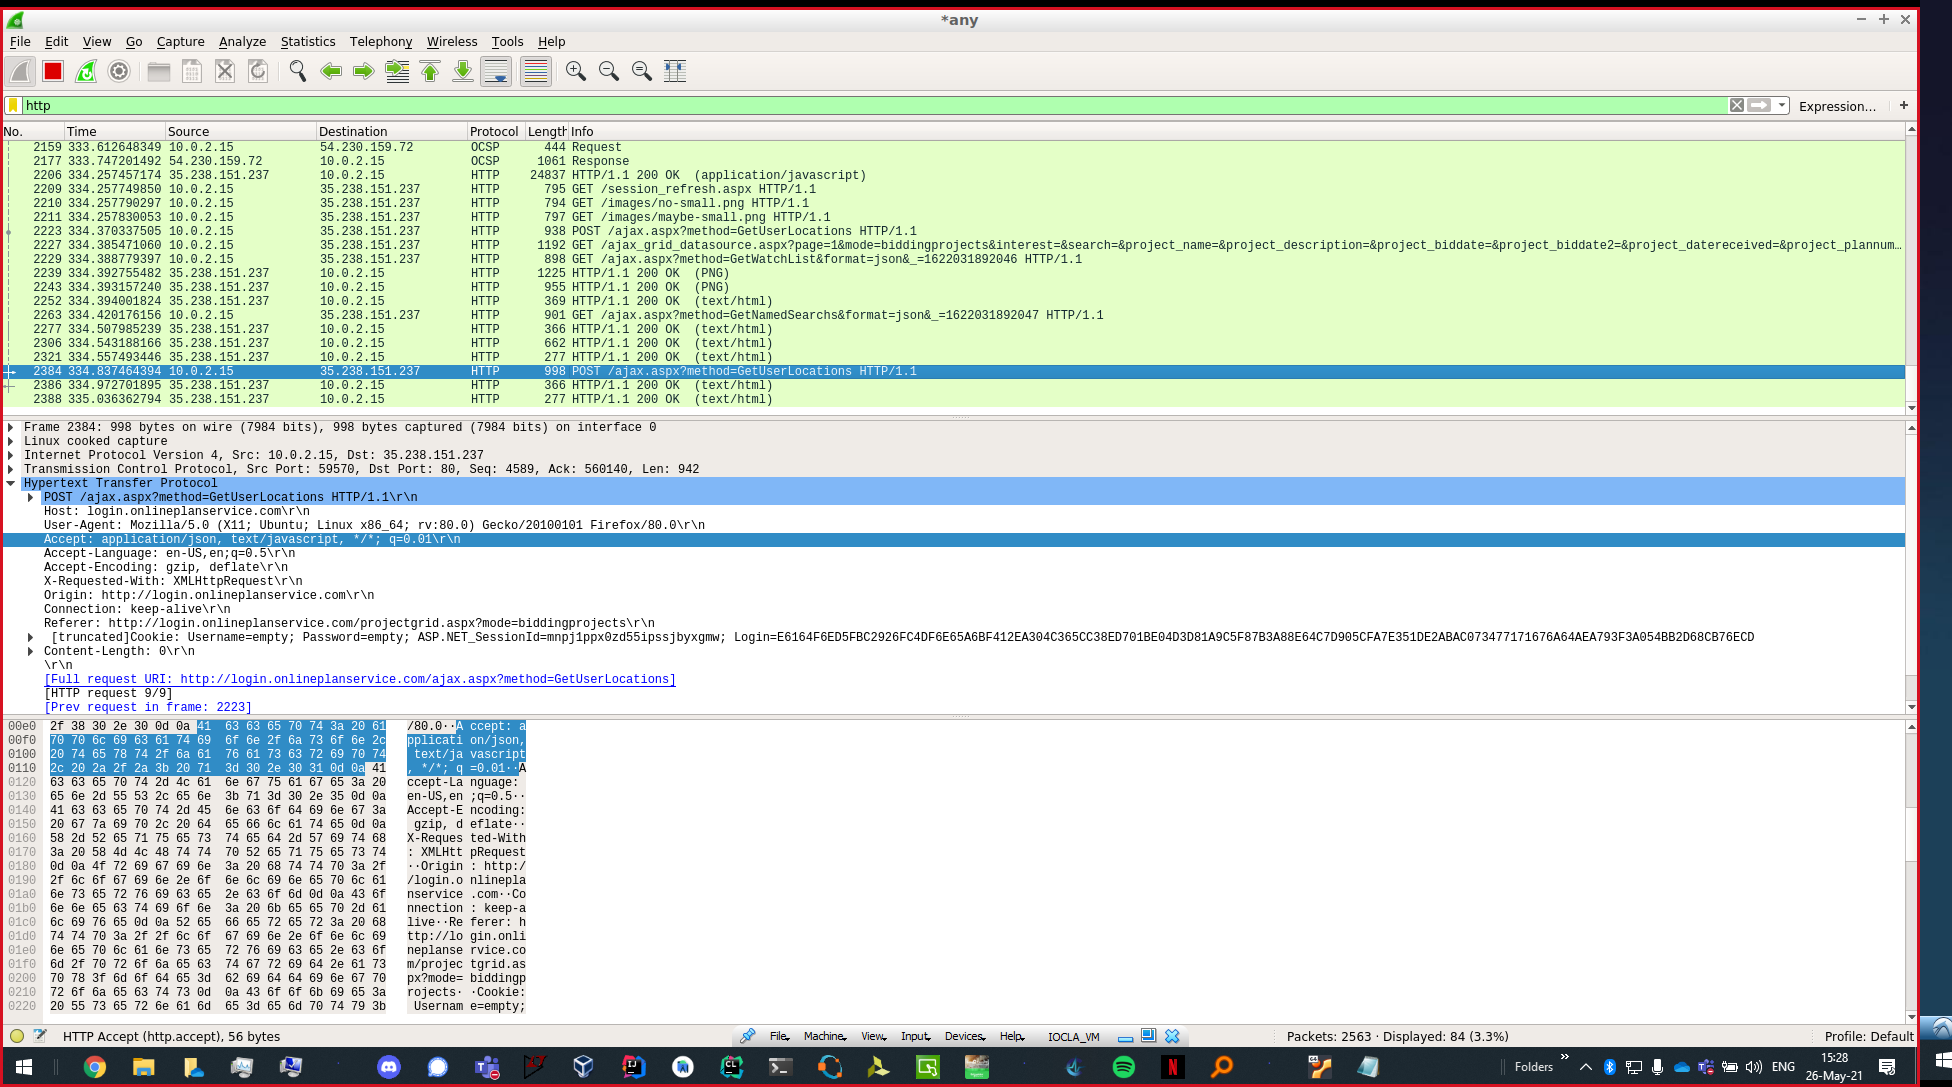 *any
File Edit View Go Capture Analyze Statistics Telephony Wireless Tools Help
http
Expression… +
No. Time Source Destination Protocol Length Info
2159 333.612648349 10.0.2.15 54.230.159.72 OCSP 444 Request
2177 333.747201492 54.230.159.72 10.0.2.15 OCSP 1061 Response
2206 334.257457174 35.238.151.237 10.0.2.15 HTTP 24837 HTTP/1.1 200 OK (application/javascript)
2209 334.257749850 10.0.2.15 35.238.151.237 HTTP 795 GET /session_refresh.aspx HTTP/1.1
2210 334.257790297 10.0.2.15 35.238.151.237 HTTP 794 GET /images/no-small.png HTTP/1.1
2211 334.257830053 10.0.2.15 35.238.151.237 HTTP 797 GET /images/maybe-small.png HTTP/1.1
2223 334.370337505 10.0.2.15 35.238.151.237 HTTP 938 POST /ajax.aspx?method=GetUserLocations HTTP/1.1
2227 334.385471060 10.0.2.15 35.238.151.237 HTTP 1192 GET /ajax_grid_datasource.aspx?page=1&mode=biddingprojects&interest=&search=&project_name=&project_description=&project_biddate=&project_biddate2=&project_datereceived=&project_plannum…
2229 334.388779397 10.0.2.15 35.238.151.237 HTTP 898 GET /ajax.aspx?method=GetWatchList&format=json&_=1622031892046 HTTP/1.1
2239 334.392755482 35.238.151.237 10.0.2.15 HTTP 1225 HTTP/1.1 200 OK (PNG)
2243 334.393157240 35.238.151.237 10.0.2.15 HTTP 955 HTTP/1.1 200 OK (PNG)
2252 334.394001824 35.238.151.237 10.0.2.15 HTTP 369 HTTP/1.1 200 OK (text/html)
2263 334.420176156 10.0.2.15 35.238.151.237 HTTP 901 GET /ajax.aspx?method=GetNamedSearchs&format=json&_=1622031892047 HTTP/1.1
2277 334.507985239 35.238.151.237 10.0.2.15 HTTP 366 HTTP/1.1 200 OK (text/html)
2306 334.543188166 35.238.151.237 10.0.2.15 HTTP 662 HTTP/1.1 200 OK (text/html)
2321 334.557493446 35.238.151.237 10.0.2.15 HTTP 277 HTTP/1.1 200 OK (text/html)
2384 334.837464394 10.0.2.15 35.238.151.237 HTTP 998 POST /ajax.aspx?method=GetUserLocations HTTP/1.1
2386 334.972701895 35.238.151.237 10.0.2.15 HTTP 366 HTTP/1.1 200 OK (text/html)
2388 335.036362794 35.238.151.237 10.0.2.15 HTTP 277 HTTP/1.1 200 OK (text/html)
Frame 2384: 998 bytes on wire (7984 bits), 998 bytes captured (7984 bits) on interface 0
Linux cooked capture
Internet Protocol Version 4, Src: 10.0.2.15, Dst: 35.238.151.237
Transmission Control Protocol, Src Port: 59570, Dst Port: 80, Seq: 4589, Ack: 560140, Len: 942
Hypertext Transfer Protocol
POST /ajax.aspx?method=GetUserLocations HTTP/1.1\r\n
Host: login.onlineplanservice.com\r\n
User-Agent: Mozilla/5.0 (X11; Ubuntu; Linux x86_64; rv:80.0) Gecko/20100101 Firefox/80.0\r\n
Accept: application/json, text/javascript, */*; q=0.01\r\n
Accept-Language: en-US,en;q=0.5\r\n
Accept-Encoding: gzip, deflate\r\n
X-Requested-With: XMLHttpRequest\r\n
Origin: http://login.onlineplanservice.com\r\n
Connection: keep-alive\r\n
Referer: http://login.onlineplanservice.com/projectgrid.aspx?mode=biddingprojects\r\n
[truncated]Cookie: Username=empty; Password=empty; ASP.NET_SessionId=mnpj1ppx0zd55ipssjbyxgmw; Login=E6164F6ED5FBC2926FC4DF6E65A6BF412EA304C365CC38ED701BE04D3D81A9C5F87B3A88E64C7D905CFA7E351DE2ABAC073477171676A64AEA793F3A054BB2D68CB76ECD
Content-Length: 0\r\n
\r\n
[Full request URI: http://login.onlineplanservice.com/ajax.aspx?method=GetUserLocations]
[HTTP request 9/9]
[Prev request in frame: 2223]
00e0 2f 38 30 2e 30 0d 0a 41 63 63 65 70 74 3a 20 61 /80.0··A ccept: a
00f0 70 70 6c 69 63 61 74 69 6f 6e 2f 6a 73 6f 6e 2c pplicati on/json,
0100 20 74 65 78 74 2f 6a 61 76 61 73 63 72 69 70 74 text/ja vascript
0110 2c 20 2a 2f 2a 3b 20 71 3d 30 2e 30 31 0d 0a 41 , */*; q =0.01··A
0120 63 63 65 70 74 2d 4c 61 6e 67 75 61 67 65 3a 20 ccept-La nguage:
0130 65 6e 2d 55 53 2c 65 6e 3b 71 3d 30 2e 35 0d 0a en-US,en ;q=0.5··
0140 41 63 63 65 70 74 2d 45 6e 63 6f 64 69 6e 67 3a Accept-E ncoding:
0150 20 67 7a 69 70 2c 20 64 65 66 6c 61 74 65 0d 0a gzip, d eflate··
0160 58 2d 52 65 71 75 65 73 74 65 64 2d 57 69 74 68 X-Reques ted-With
0170 3a 20 58 4d 4c 48 74 74 70 52 65 71 75 65 73 74 : XMLHtt pRequest
0180 0d 0a 4f 72 69 67 69 6e 3a 20 68 74 74 70 3a 2f ··Origin : http:/
0190 2f 6c 6f 67 69 6e 2e 6f 6e 6c 69 6e 65 70 6c 61 /login.o nlinepla
01a0 6e 73 65 72 76 69 63 65 2e 63 6f 6d 0d 0a 43 6f nservice .com··Co
01b0 6e 6e 65 63 74 69 6f 6e 3a 20 6b 65 65 70 2d 61 nnection : keep-a
01c0 6c 69 76 65 0d 0a 52 65 66 65 72 65 72 3a 20 68 live··Re ferer: h
01d0 74 74 70 3a 2f 2f 6c 6f 67 69 6e 2e 6f 6e 6c 69 ttp://lo gin.onli
01e0 6e 65 70 6c 61 6e 73 65 72 76 69 63 65 2e 63 6f neplanse rvice.co
01f0 6d 2f 70 72 6f 6a 65 63 74 67 72 69 64 2e 61 73 m/projec tgrid.as
0200 70 78 3f 6d 6f 64 65 3d 62 69 64 64 69 6e 67 70 px?mode= biddingp
0210 72 6f 6a 65 63 74 73 0d 0a 43 6f 6f 6b 69 65 3a rojects· ·Cookie:
0220 20 55 73 65 72 6e 61 6d 65 3d 65 6d 70 74 79 3b Usernam e=empty;
HTTP Accept (http.accept), 56 bytes
File Machine View Input Devices Help IOCLA_VM
Packets: 2563 · Displayed: 84 (3.3%)
Profile: Default
Folders
ENG
15:28
26-May-21